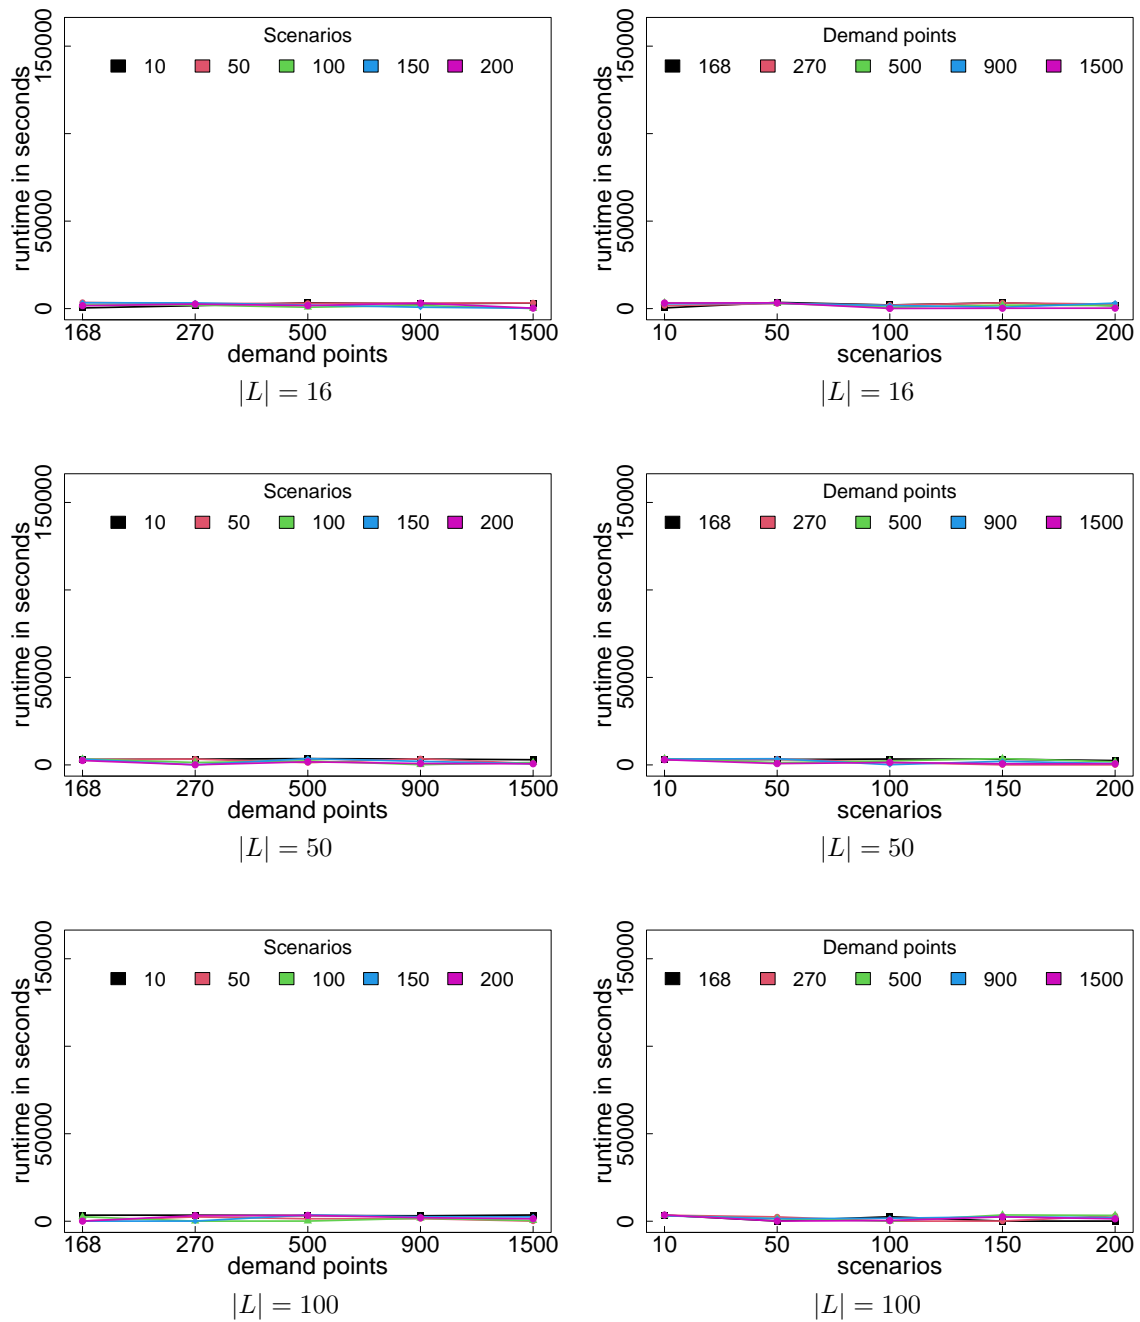 Scenarios
10 50 100 150 200
runtime in seconds
0 50000 150000
168 270 500 900 1500
demand points
|L| = 16
Demand points
168 270 500 900 1500
runtime in seconds
0 50000 150000
10 50 100 150 200
scenarios
|L| = 16
Scenarios
10 50 100 150 200
runtime in seconds
0 50000 150000
168 270 500 900 1500
demand points
|L| = 50
Demand points
168 270 500 900 1500
runtime in seconds
0 50000 150000
10 50 100 150 200
scenarios
|L| = 50
Scenarios
10 50 100 150 200
runtime in seconds
0 50000 150000
168 270 500 900 1500
demand points
|L| = 100
Demand points
168 270 500 900 1500
runtime in seconds
0 50000 150000
10 50 100 150 200
scenarios
|L| = 100